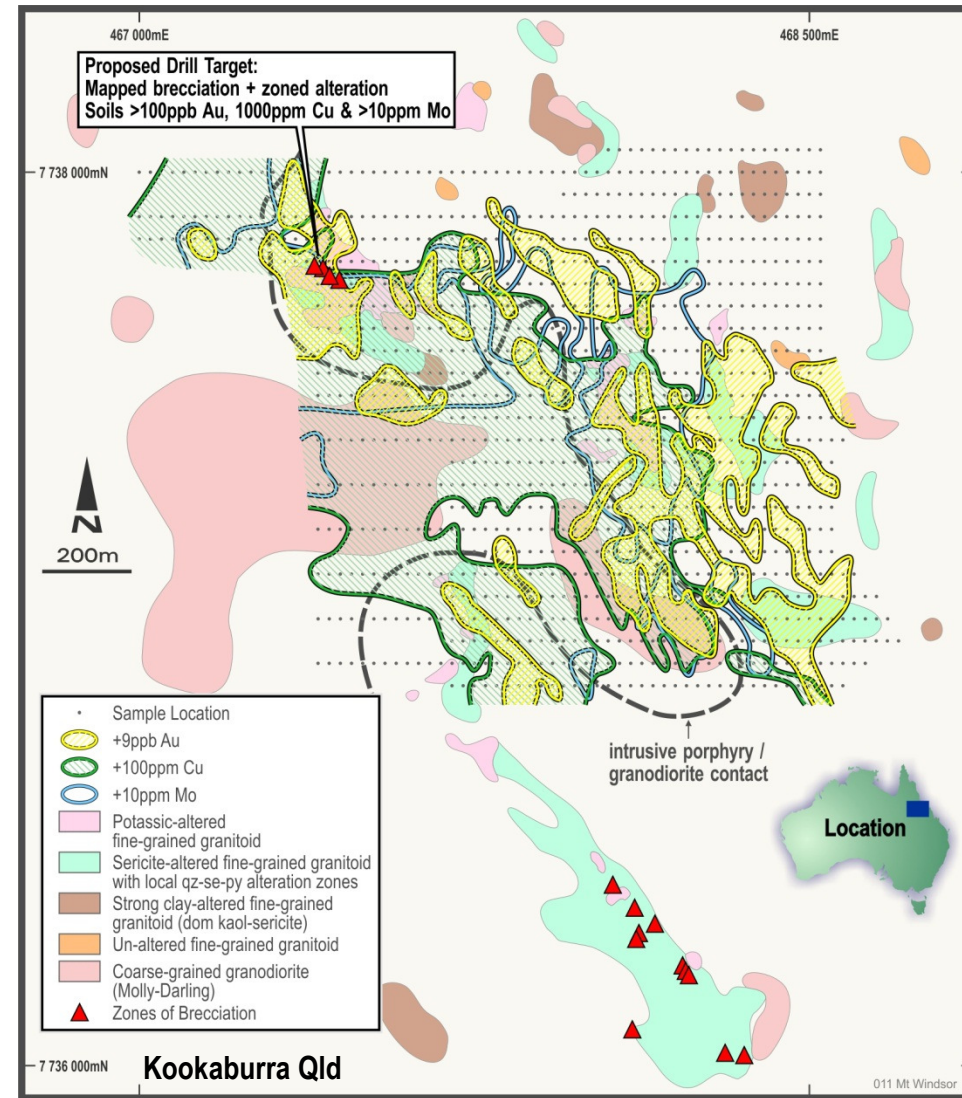 467 000mE
468 500mE
Proposed Drill Target:
Mapped brecciation + zoned alteration
Soils >100ppb Au, 1000ppm Cu & >10ppm Mo
7 738 000mN
N
200m
Sample Location
+9ppb Au
+100ppm Cu
+10ppm Mo
Potassic-altered
fine-grained granitoid
Sericite-altered fine-grained granitoid
with local qz-se-py alteration zones
Strong clay-altered fine-grained
granitoid (dom kaol-sericite)
Un-altered fine-grained granitoid
Coarse-grained granodiorite
(Molly-Darling)
Zones of Brecciation
intrusive porphyry /
granodiorite contact
Location
7 736 000mN
Kookaburra Qld
011 Mt Windsor